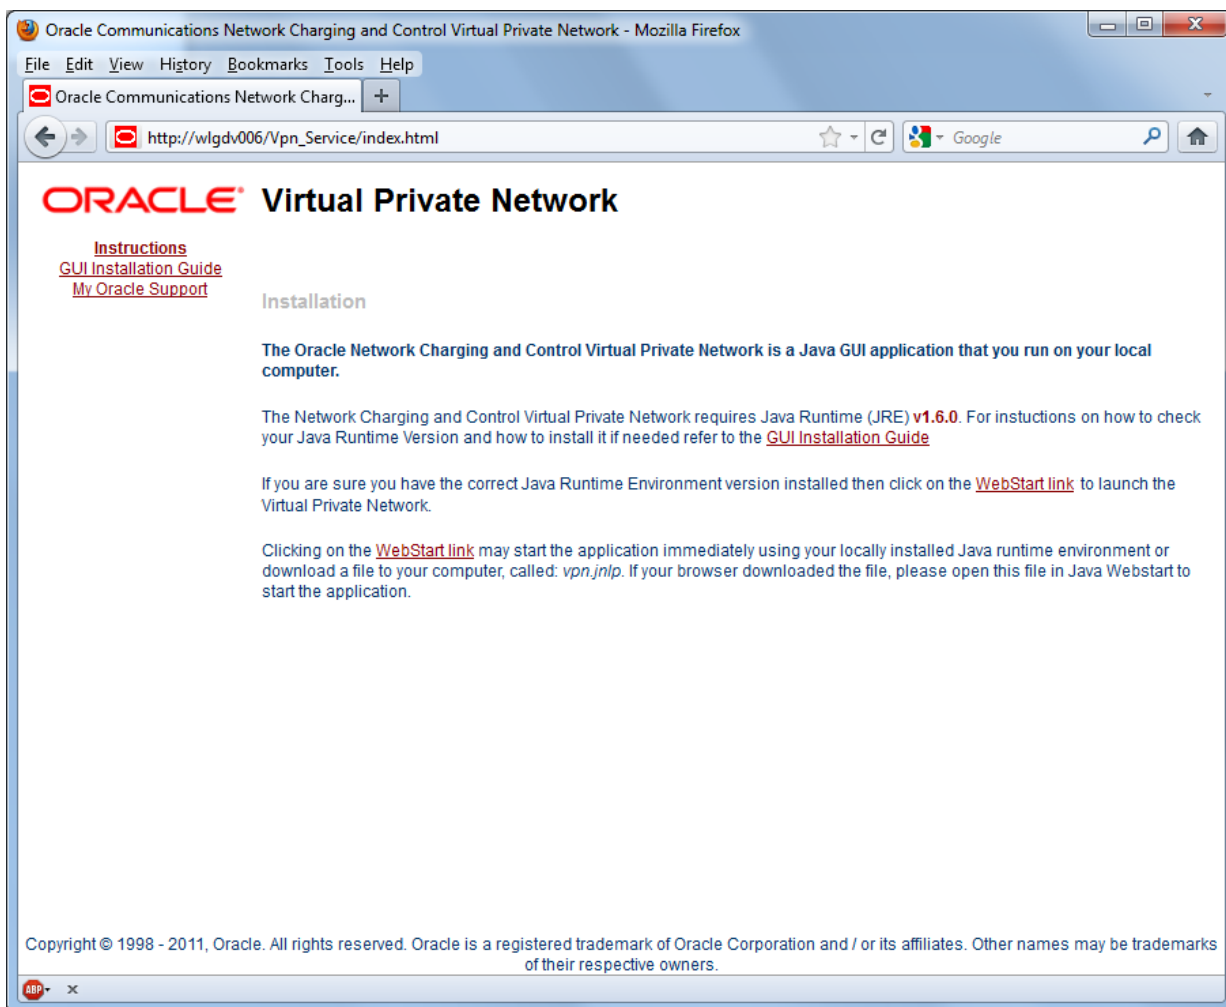 Oracle Communications Network Charging and Control Virtual Private Network - Mozilla Firefox
File Edit View History Bookmarks Tools Help
Oracle Communications Network Charg...
http://wlgdv006/Vpn_Service/index.html
Google
ORACLE® Virtual Private Network
Instructions
GUI Installation Guide
My Oracle Support
Installation
The Oracle Network Charging and Control Virtual Private Network is a Java GUI application that you run on your local
computer.
The Network Charging and Control Virtual Private Network requires Java Runtime (JRE) v1.6.0. For instuctions on how to check
your Java Runtime Version and how to install it if needed refer to the GUI Installation Guide
If you are sure you have the correct Java Runtime Environment version installed then click on the WebStart link to launch the
Virtual Private Network.
Clicking on the WebStart link may start the application immediately using your locally installed Java runtime environment or
download a file to your computer, called: vpn.jnlp. If your browser downloaded the file, please open this file in Java Webstart to
start the application.
Copyright © 1998 - 2011, Oracle. All rights reserved. Oracle is a registered trademark of Oracle Corporation and / or its affiliates. Other names may be trademarks
of their respective owners.
ABP